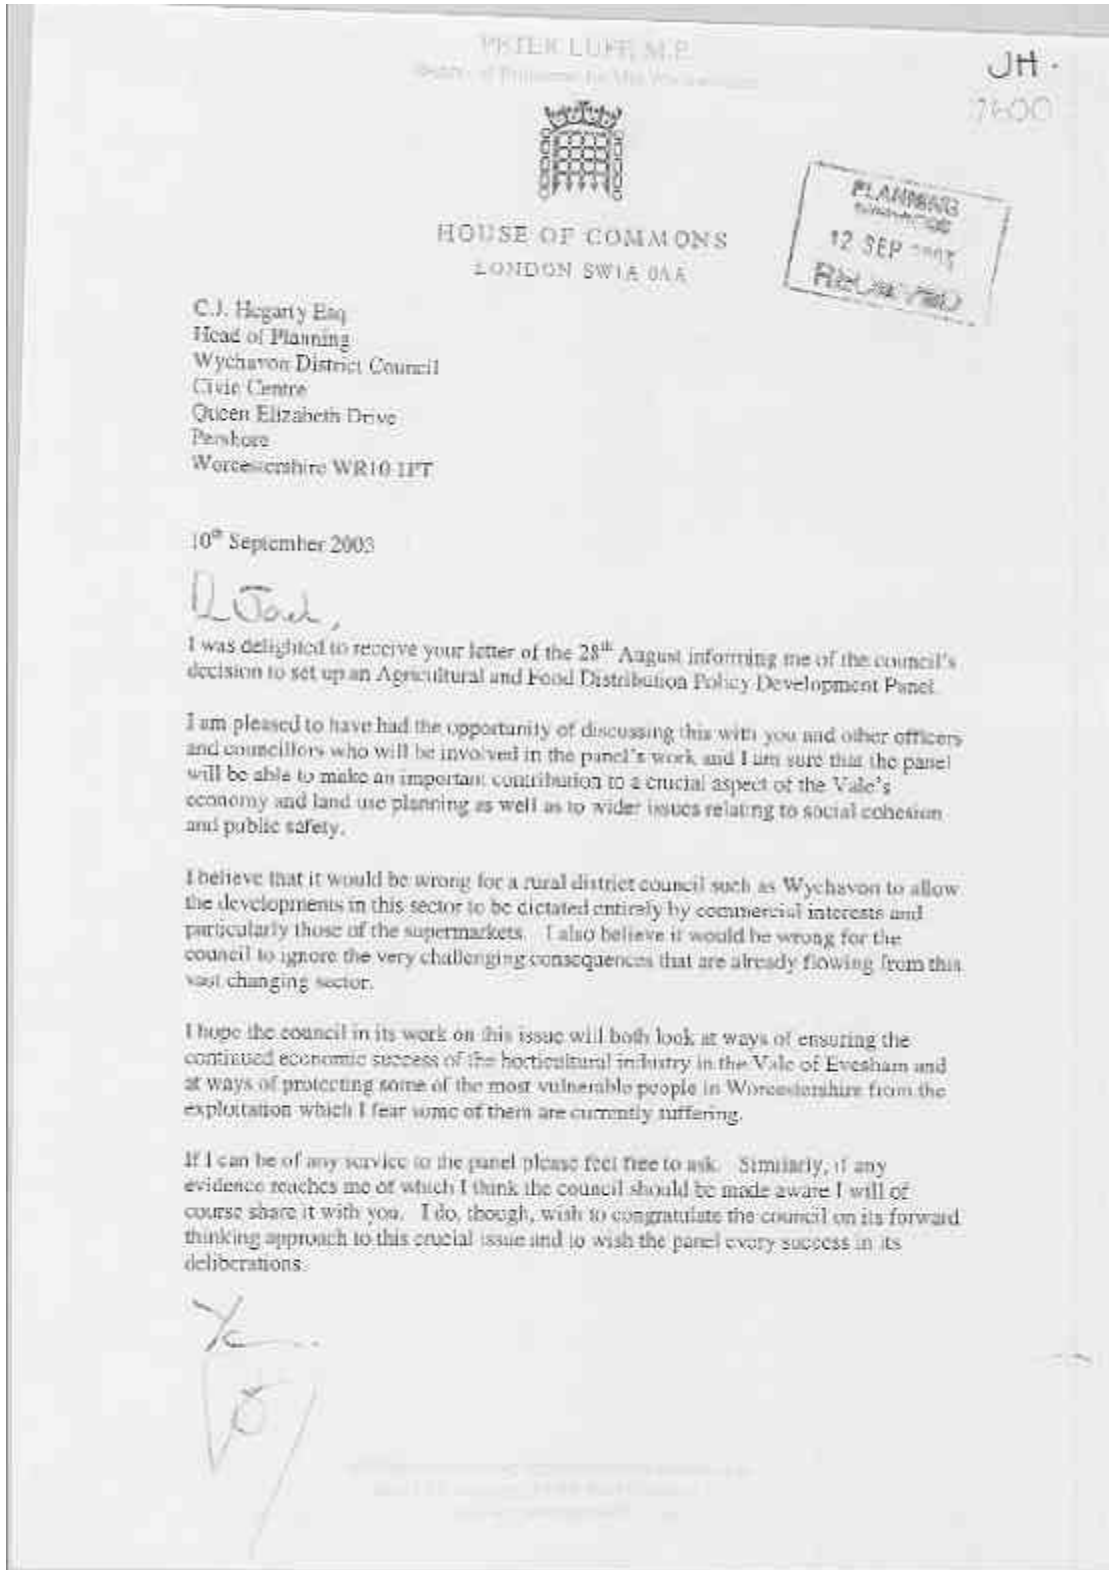 PETER LUFF, M.P.
JH.
HOUSE OF COMMONS
LONDON SW1A 0AA
PLANNING
12 SEP 2003
RECEIVED
C.J. Hegarty Esq
Head of Planning
Wychavon District Council
Civic Centre
Queen Elizabeth Drive
Pershore
Worcestershire WR10 1PT
10th September 2003
I was delighted to receive your letter of the 28th August informing me of the council's
decision to set up an Agricultural and Food Distribution Policy Development Panel.
I am pleased to have had the opportunity of discussing this with you and other officers
and councillors who will be involved in the panel's work and I am sure that the panel
will be able to make an important contribution to a crucial aspect of the Vale's
economy and land use planning as well as to wider issues relating to social cohesion
and public safety.
I believe that it would be wrong for a rural district council such as Wychavon to allow
the developments in this sector to be dictated entirely by commercial interests and
particularly those of the supermarkets. I also believe it would be wrong for the
council to ignore the very challenging consequences that are already flowing from this
vast changing sector.
I hope the council in its work on this issue will both look at ways of ensuring the
continued economic success of the horticultural industry in the Vale of Evesham and
at ways of protecting some of the most vulnerable people in Worcestershire from the
exploitation which I fear some of them are currently suffering.
If I can be of any service to the panel please feel free to ask. Similarly, if any
evidence reaches me of which I think the council should be made aware I will of
course share it with you. I do, though, wish to congratulate the council on its forward
thinking approach to this crucial issue and to wish the panel every success in its
deliberations.